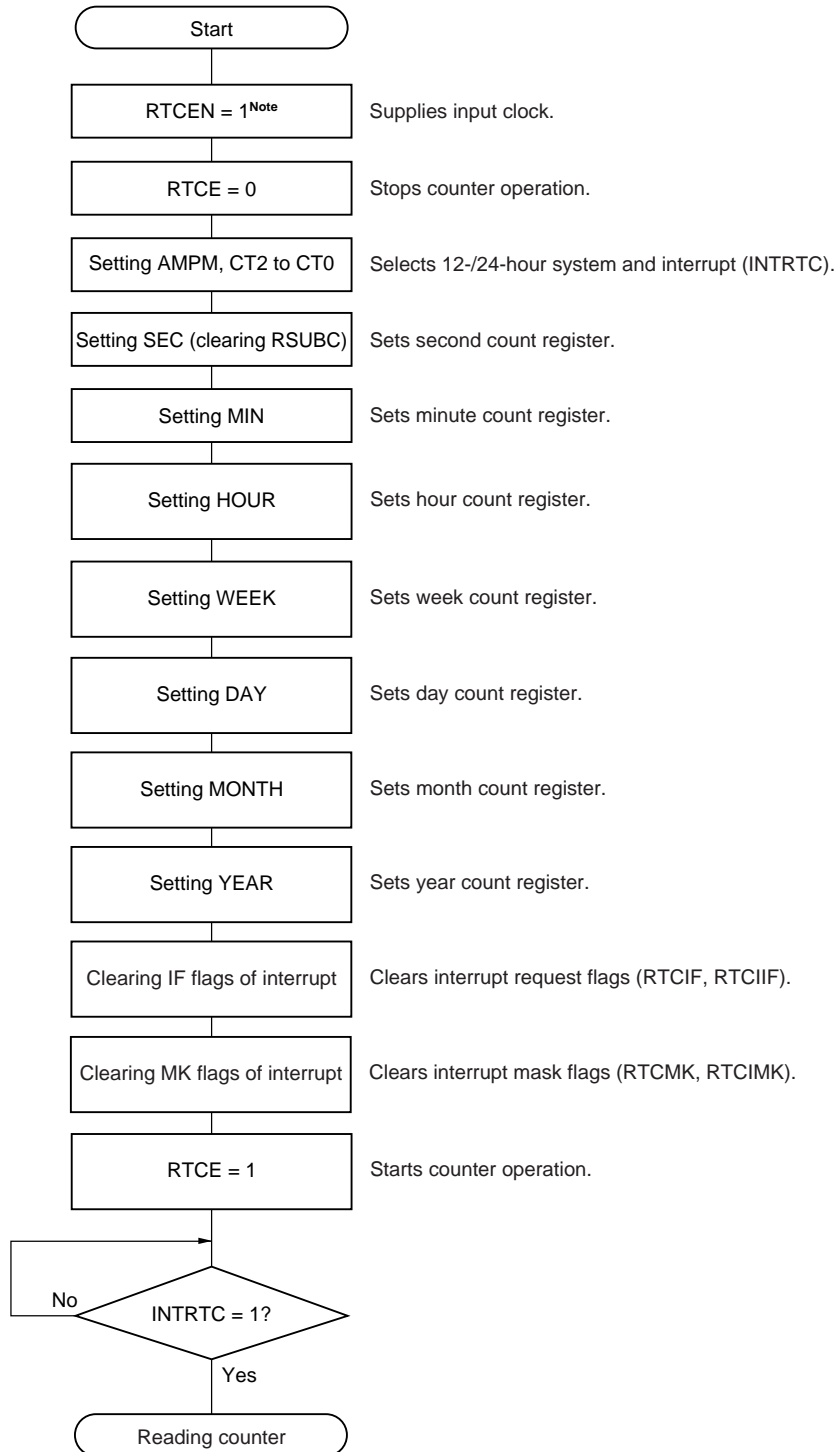 Start
RTCEN = 1Note Supplies input clock.
RTCE = 0 Stops counter operation.
Setting AMPM, CT2 to CT0 Selects 12-/24-hour system and interrupt (INTRTC).
Setting SEC (clearing RSUBC) Sets second count register.
Setting MIN Sets minute count register.
Setting HOUR Sets hour count register.
Setting WEEK Sets week count register.
Setting DAY Sets day count register.
Setting MONTH Sets month count register.
Setting YEAR Sets year count register.
Clearing IF flags of interrupt Clears interrupt request flags (RTCIF, RTCIIF).
Clearing MK flags of interrupt Clears interrupt mask flags (RTCMK, RTCIMK).
RTCE = 1 Starts counter operation.
No
INTRTC = 1?
Yes
Reading counter